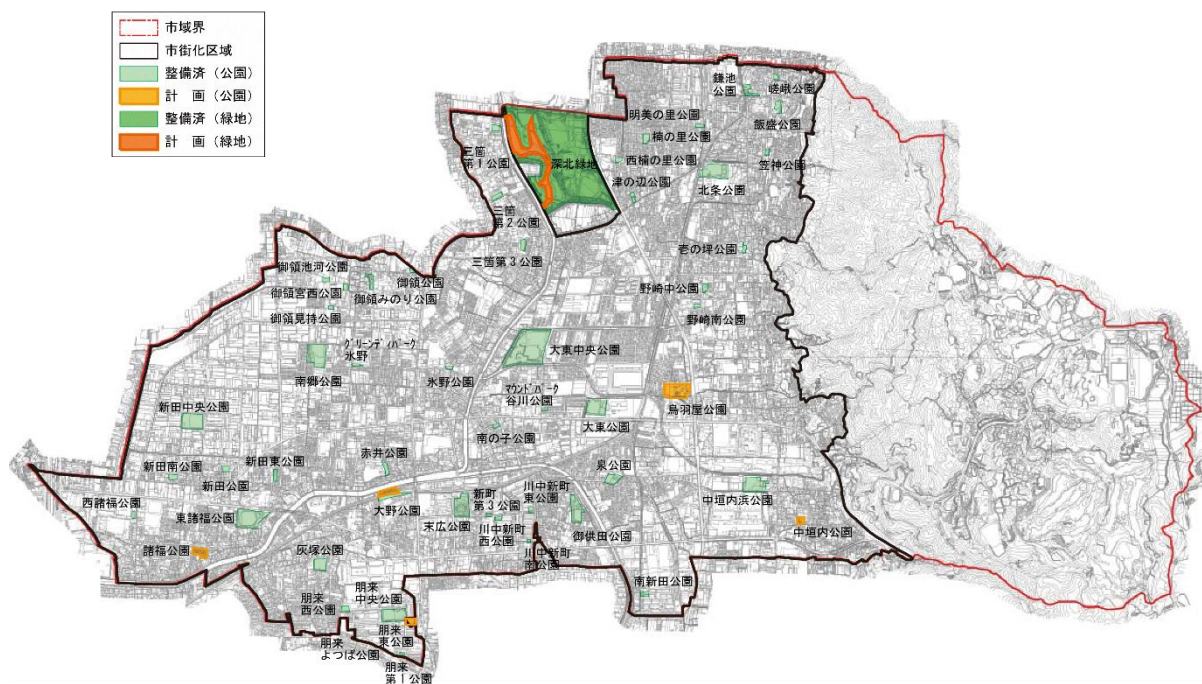 市域界
市街化区域
整備済（公園）
計　画（公園）
整備済（緑地）
計　画（緑地）
鎌池
公園
嵯峨公園
飯盛公園
明美の里公園
楠の里公園
西楠の里公園
笠神公園
三箇
第１公園
深北緑地
津の辺公園
北条公園
三箇
第２公園
三箇第３公園
壱の坪公園
御領池河公園
御領公園
御領宮西公園
御領みのり公園
野崎中公園
御領見持公園
野崎南公園
グリーンディパーク
氷野
大東中央公園
南郷公園
氷野公園
マウンドパーク
谷川公園
鳥羽屋公園
新田中央公園
大東公園
南の子公園
赤井公園
新田東公園
新田南公園
新田公園
泉公園
西諸福公園
東諸福公園
大野公園
新町
第３公園
川中新町
東公園
中垣内浜公園
末広公園
川中新町
西公園
御供田公園
中垣内公園
諸福公園
灰塚公園
川中新町
南公園
南新田公園
朋来
中央公園
朋来
西公園
朋来
東公園
朋来
よつば公園
朋来
第１公園